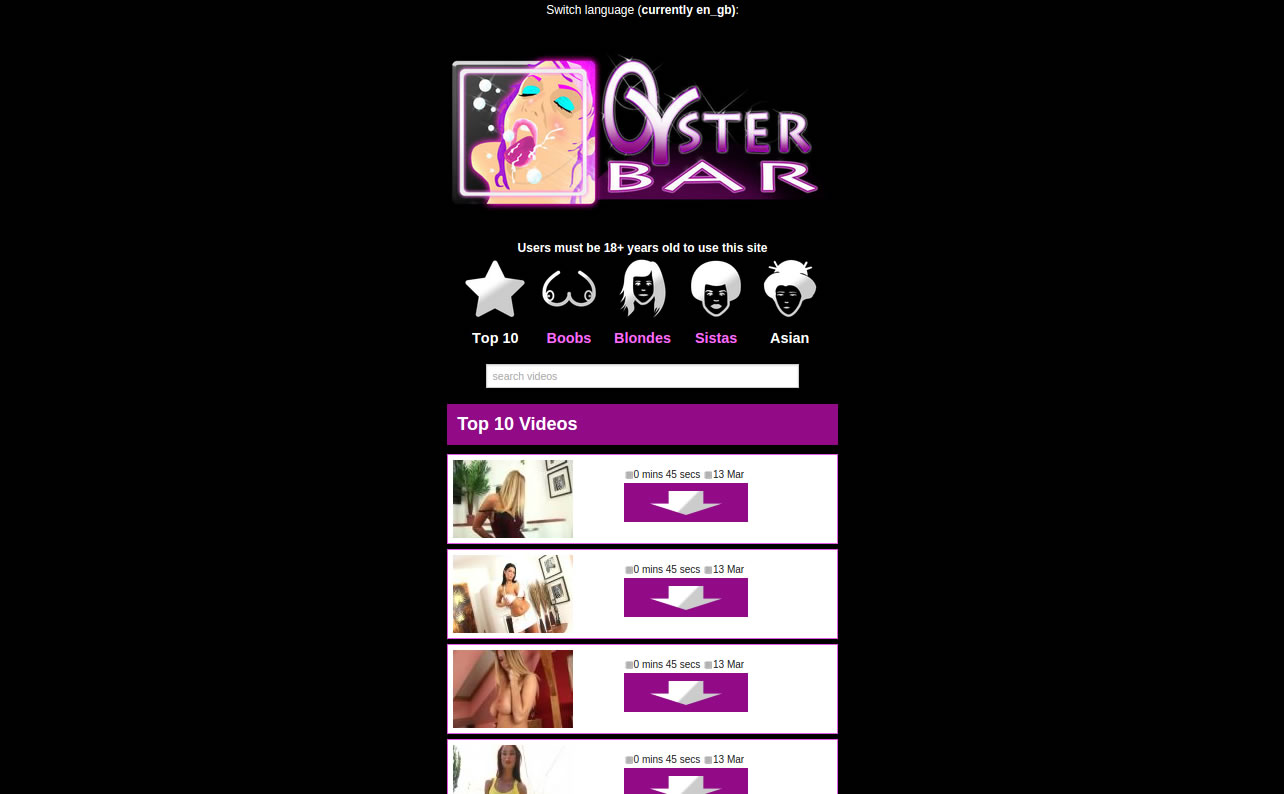 Switch language (currently en_gb):
OYSTER
BAR
Users must be 18+ years old to use this site
Top 10 Boobs Blondes Sistas Asian
search videos
Top 10 Videos
0 mins 45 secs 13 Mar
0 mins 45 secs 13 Mar
0 mins 45 secs 13 Mar
0 mins 45 secs 13 Mar